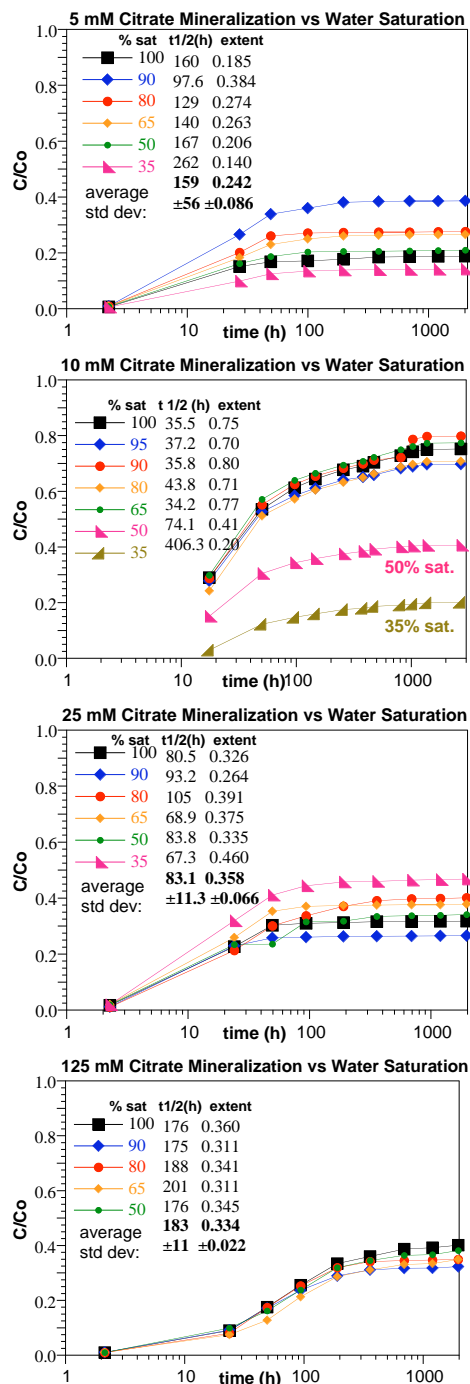 5 mM Citrate Mineralization vs Water Saturation
% sat t1/2(h) extent
100 160 0.185
90 97.6 0.384
80 129 0.274
65 140 0.263
50 167 0.206
35 262 0.140
average 159 0.242
std dev: ±56 ±0.086
C/Co
1.0
0.8
0.6
0.4
0.2
0.0
1 10 100 1000
time (h)
10 mM Citrate Mineralization vs Water Saturation
% sat t 1/2 (h) extent
100 35.5 0.75
95 37.2 0.70
90 35.8 0.80
80 43.8 0.71
65 34.2 0.77
50 74.1 0.41
35 406.3 0.20
50% sat.
35% sat.
C/Co
1.0
0.8
0.6
0.4
0.2
0.0
1 10 100 1000
time (h)
25 mM Citrate Mineralization vs Water Saturation
% sat t1/2(h) extent
100 80.5 0.326
90 93.2 0.264
80 105 0.391
65 68.9 0.375
50 83.8 0.335
35 67.3 0.460
average 83.1 0.358
std dev: ±11.3 ±0.066
C/Co
1.0
0.8
0.6
0.4
0.2
0.0
1 10 100 1000
time (h)
125 mM Citrate Mineralization vs Water Saturation
% sat t1/2(h) extent
100 176 0.360
90 175 0.311
80 188 0.341
65 201 0.311
50 176 0.345
average 183 0.334
std dev: ±11 ±0.022
C/Co
1.0
0.8
0.6
0.4
0.2
0.0
1 10 100 1000
time (h)